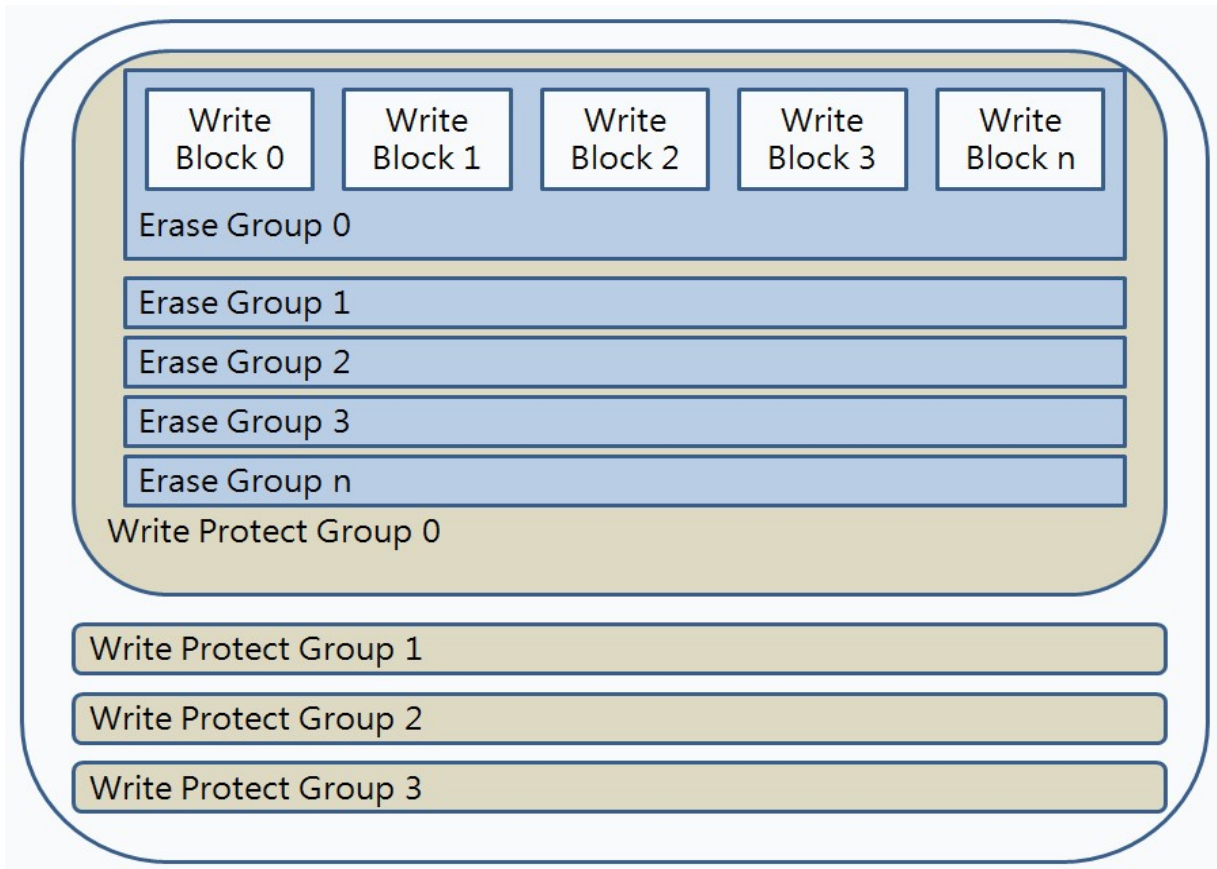 Write
Block 0
Write
Block 1
Write
Block 2
Write
Block 3
Write
Block n
Erase Group 0
Erase Group 1
Erase Group 2
Erase Group 3
Erase Group n
Write Protect Group 0
Write Protect Group 1
Write Protect Group 2
Write Protect Group 3